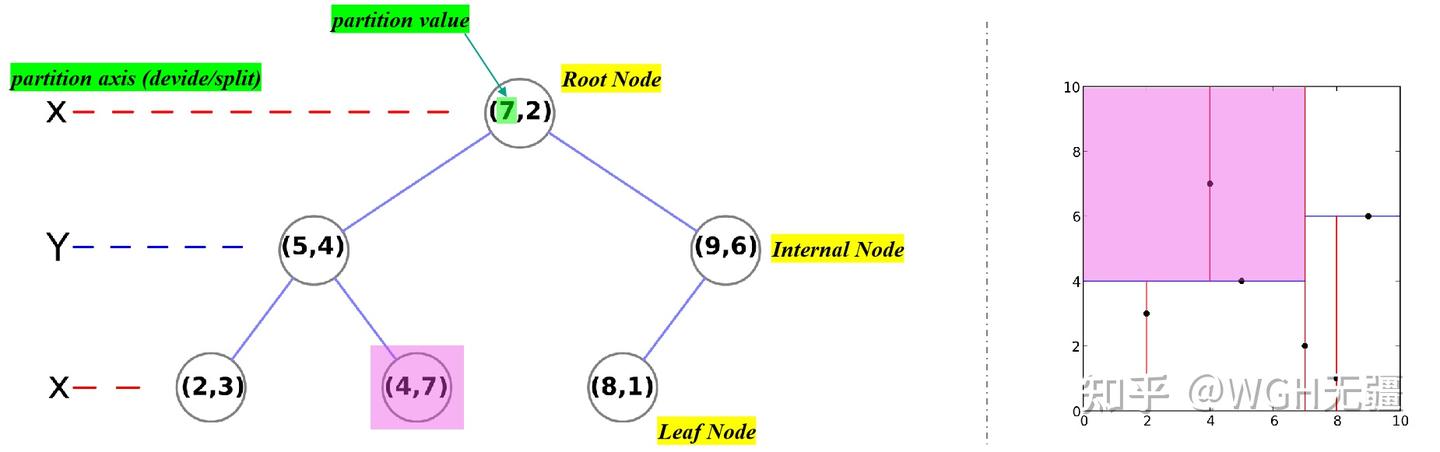 partition value
partition axis (devide/split)
Root Node
X
(7,2)
Y
(5,4)
(9,6)
Internal Node
X
(2,3)
(4,7)
(8,1)
Leaf Node
10
8
6
4
2
0
0 2 4 6 8 10
知乎 @WGH无疆